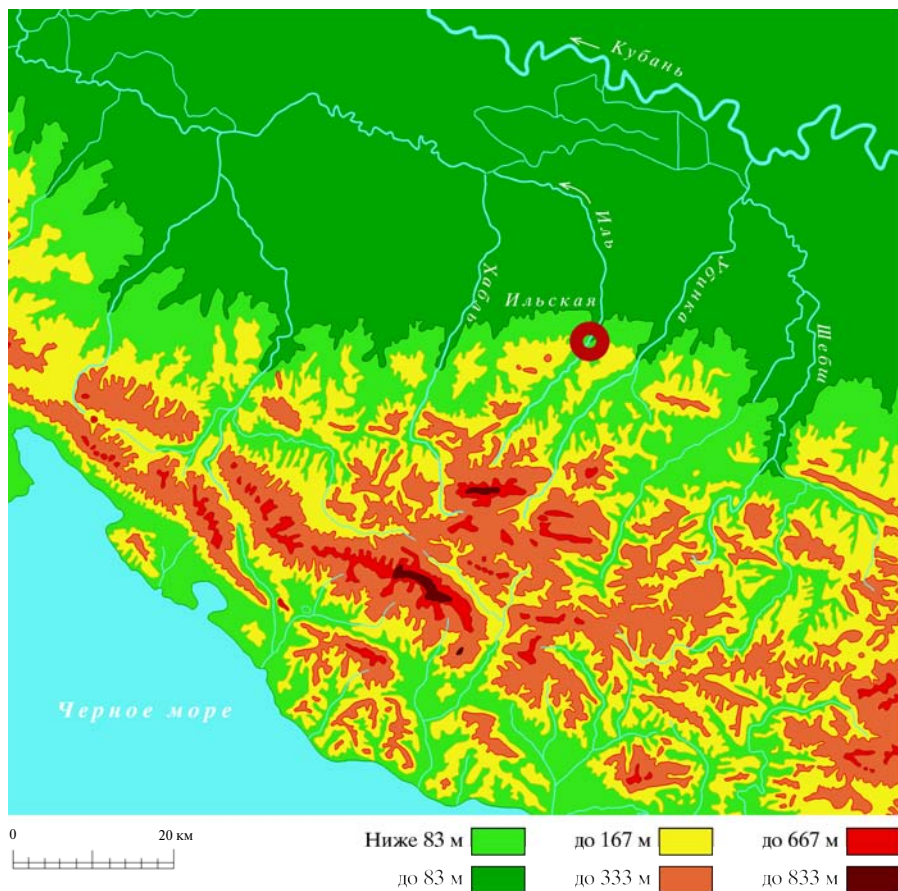 Кубань
Иль
Хабль
Ильская
Убинка
Шебш
Черное море
0 20 км
Ниже 83 м до 167 м до 667 м
до 83 м до 333 м до 833 м